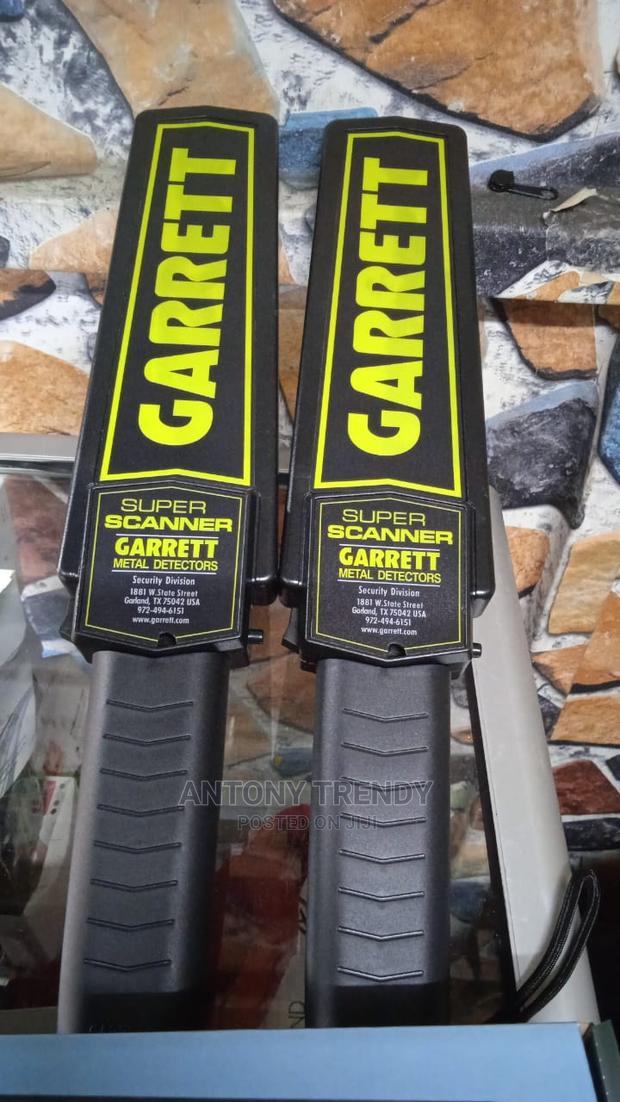 GARRETT
SUPER
SCANNER
GARRETT
METAL DETECTORS
Security Division
1881 W.State Street
Garland, TX 75042 USA
972-494-6151
www.garrett.com
GARRETT
SUPER
SCANNER
GARRETT
METAL DETECTORS
Security Division
1881 W.State Street
Garland, TX 75042 USA
972-494-6151
www.garrett.com
ANTONY TRENDY
POSTED ON JIJI